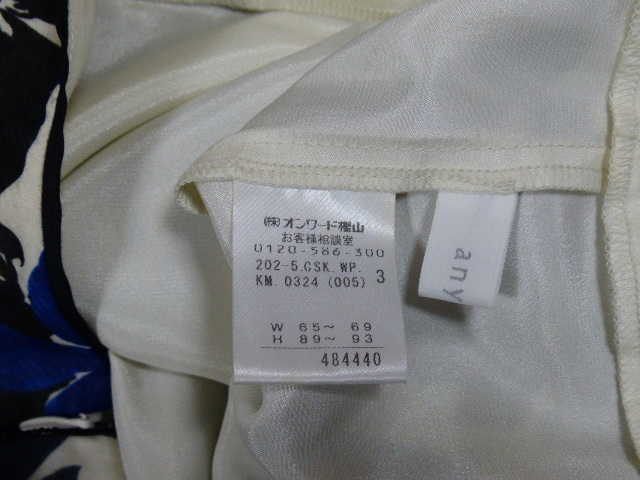 (株)オンワード樫山
お客様相談室
0120-586-300
202-5.CSK.WP. 3
KM.0324 (005)
W 65～ 69
H 89～ 93
484440
any